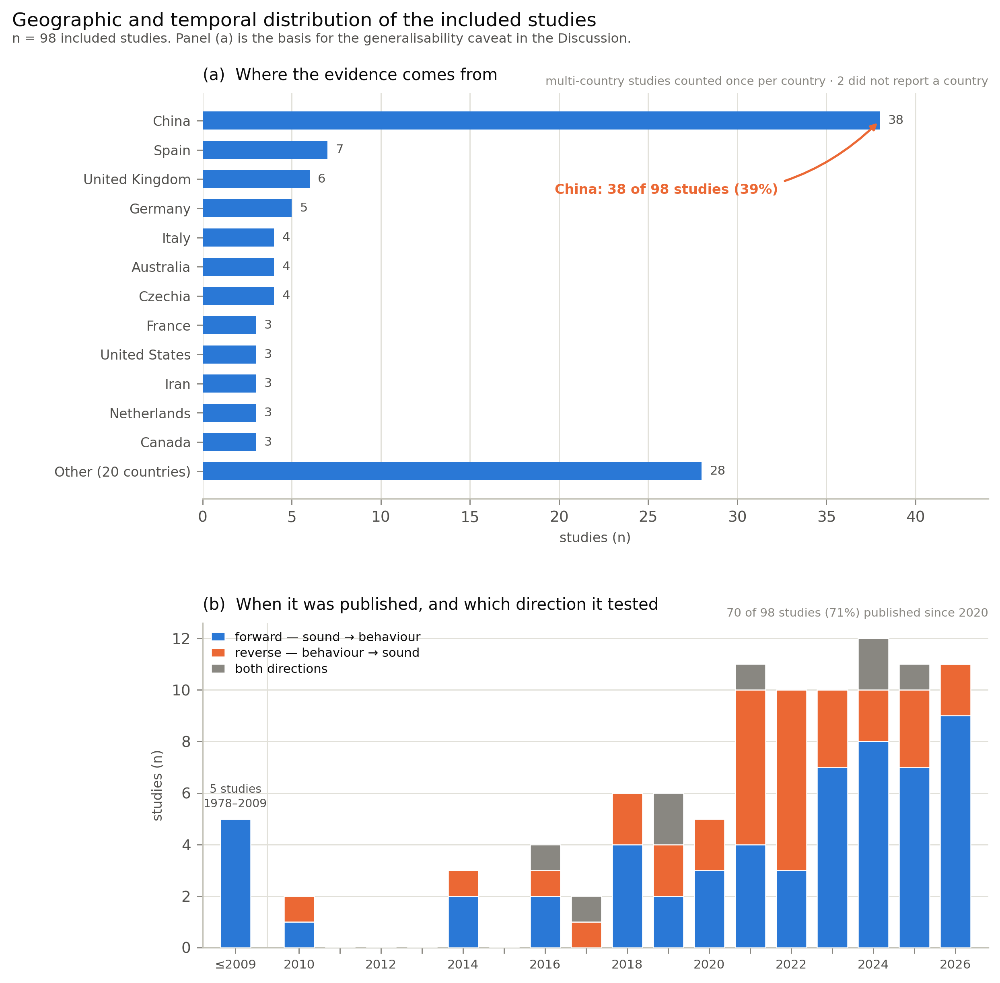 Geographic and temporal distribution of the included studies
n = 98 included studies. Panel (a) is the basis for the generalisability caveat in the Discussion.
(a) Where the evidence comes from
multi-country studies counted once per country · 2 did not report a country
China
38
Spain
7
United Kingdom
6
China: 38 of 98 studies (39%)
Germany
5
Italy
4
Australia
4
Czechia
4
France
3
United States
3
Iran
3
Netherlands
3
Canada
3
Other (20 countries)
28
0 5 10 15 20 25 30 35 40
studies (n)
(b) When it was published, and which direction it tested
70 of 98 studies (71%) published since 2020
forward — sound → behaviour
reverse — behaviour → sound
both directions
12
10
8
6
4
2
0
studies (n)
5 studies
1978–2009
≤2009 2010 2012 2014 2016 2018 2020 2022 2024 2026